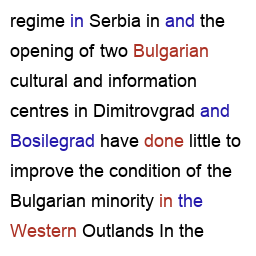 regime in Serbia in and the
opening of two Bulgarian
cultural and information
centres in Dimitrovgrad and
Bosilegrad have done little to
improve the condition of the
Bulgarian minority in the
Western Outlands In the